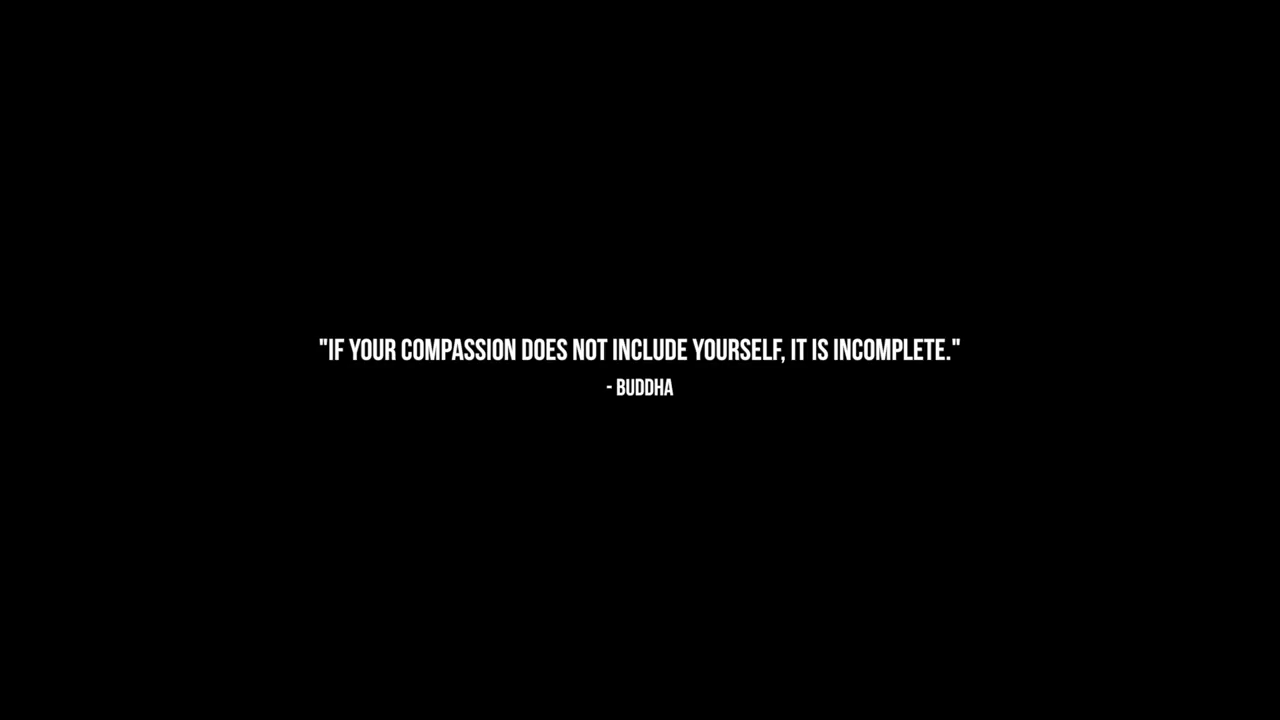 "IF YOUR COMPASSION DOES NOT INCLUDE YOURSELF, IT IS INCOMPLETE."
- BUDDHA